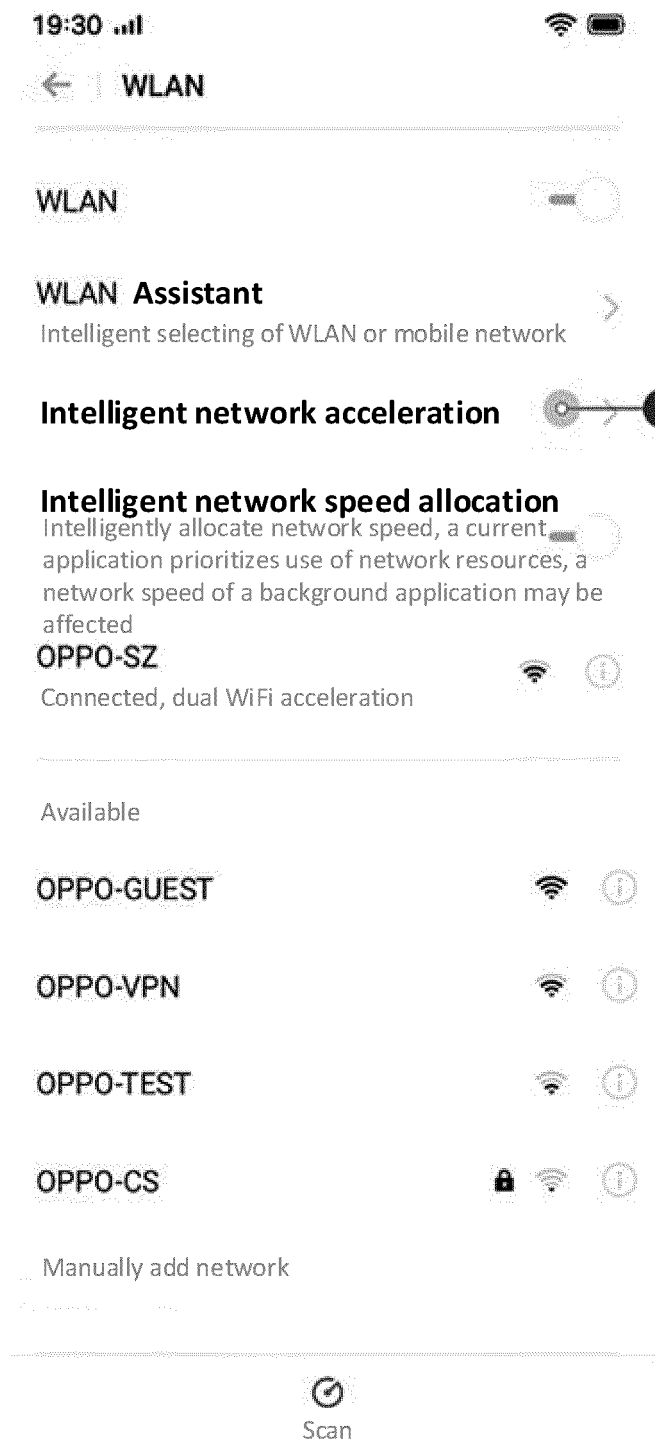 19:30
WLAN
WLAN
WLAN Assistant
Intelligent selecting of WLAN or mobile network
Intelligent network acceleration
Intelligent network speed allocation
Intelligently allocate network speed, a current
application prioritizes use of network resources, a
network speed of a background application may be
affected
OPPO-SZ
Connected, dual WiFi acceleration
Available
OPPO-GUEST
OPPO-VPN
OPPO-TEST
OPPO-CS
Manually add network
Scan